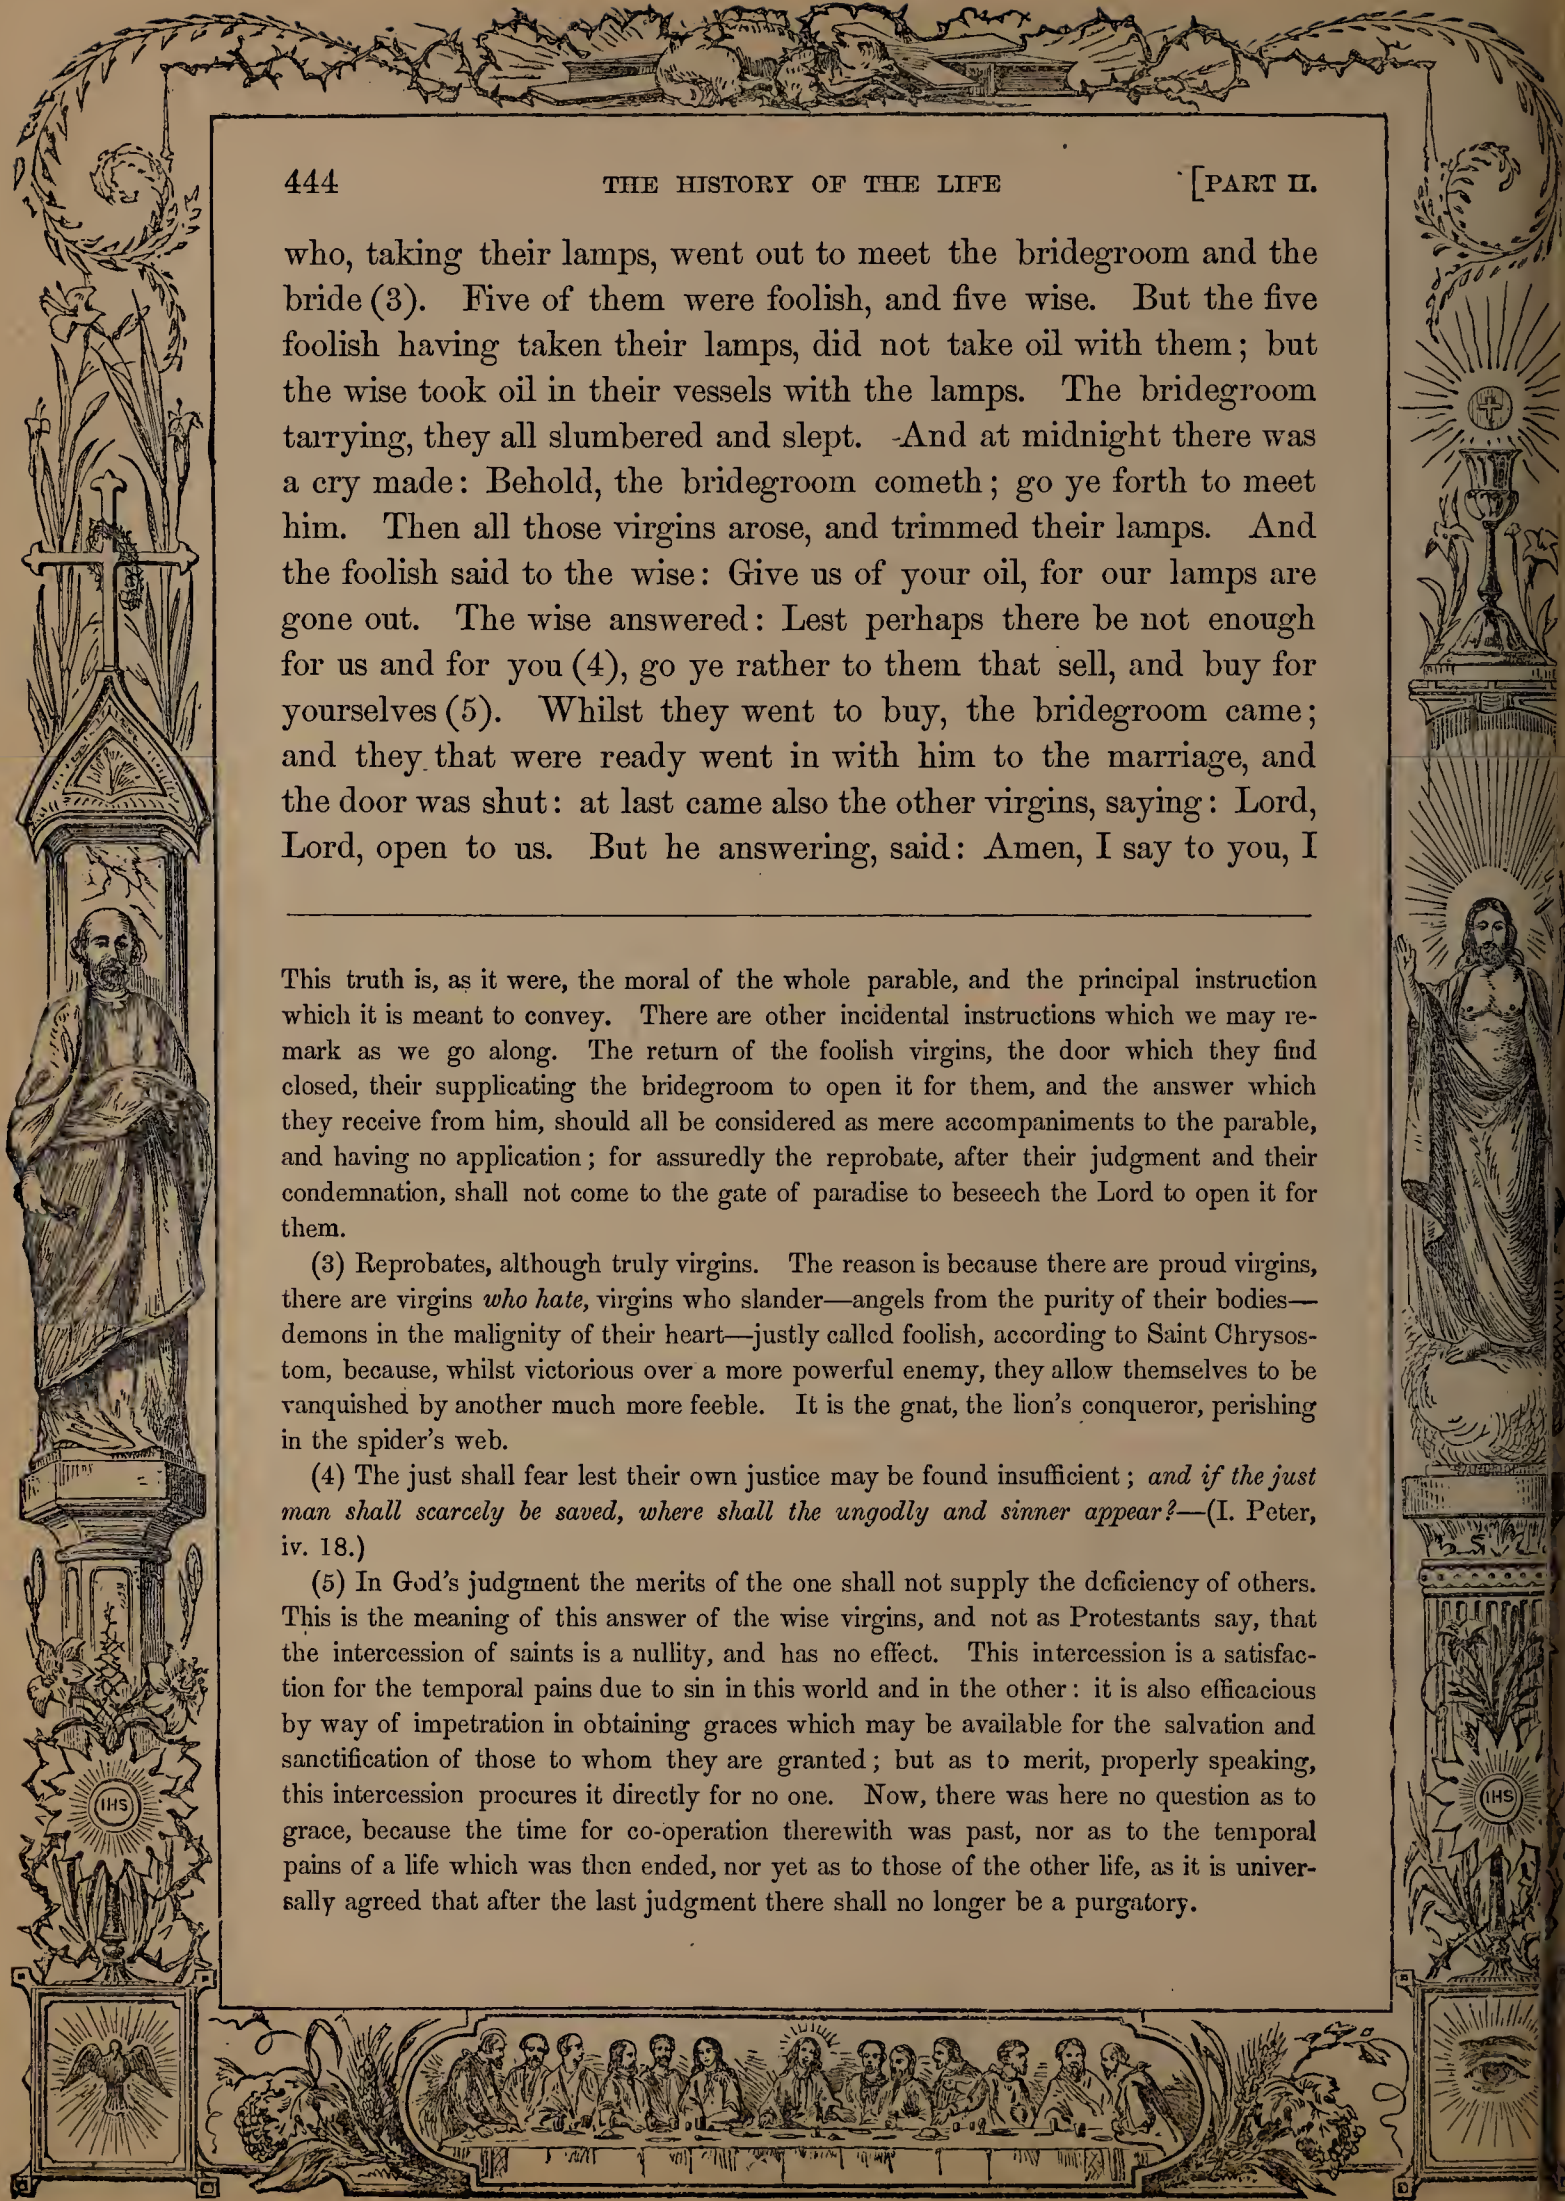 444 THE HISTORY OF THE LIFE [PART II.
who, taking their lamps, went out to meet the bridegroom and the
bride (3). Five of them were foolish, and five wise. But the five
foolish having taken their lamps, did not take oil with them; but
the wise took oil in their vessels with the lamps. The bridegroom
tarrying, they all slumbered and slept. And at midnight there was
a cry made: Behold, the bridegroom cometh; go ye forth to meet
him. Then all those virgins arose, and trimmed their lamps. And
the foolish said to the wise: Give us of your oil, for our lamps are
gone out. The wise answered: Lest perhaps there be not enough
for us and for you (4), go ye rather to them that sell, and buy for
yourselves (5). Whilst they went to buy, the bridegroom came;
and they that were ready went in with him to the marriage, and
the door was shut: at last came also the other virgins, saying: Lord,
Lord, open to us. But he answering, said: Amen, I say to you, I
This truth is, as it were, the moral of the whole parable, and the principal instruction
which it is meant to convey. There are other incidental instructions which we may re-
mark as we go along. The return of the foolish virgins, the door which they find
closed, their supplicating the bridegroom to open it for them, and the answer which
they receive from him, should all be considered as mere accompaniments to the parable,
and having no application; for assuredly the reprobate, after their judgment and their
condemnation, shall not come to the gate of paradise to beseech the Lord to open it for
them.
(3) Reprobates, although truly virgins. The reason is because there are proud virgins,
there are virgins who hate, virgins who slander—angels from the purity of their bodies—
demons in the malignity of their heart—justly called foolish, according to Saint Chrysos-
tom, because, whilst victorious over a more powerful enemy, they allow themselves to be
vanquished by another much more feeble. It is the gnat, the lion's conqueror, perishing
in the spider's web.
(4) The just shall fear lest their own justice may be found insufficient; and if the just
man shall scarcely be saved, where shall the ungodly and sinner appear?—(I. Peter,
iv. 18.)
(5) In God's judgment the merits of the one shall not supply the deficiency of others.
This is the meaning of this answer of the wise virgins, and not as Protestants say, that
the intercession of saints is a nullity, and has no effect. This intercession is a satisfac-
tion for the temporal pains due to sin in this world and in the other: it is also efficacious
by way of impetration in obtaining graces which may be available for the salvation and
sanctification of those to whom they are granted; but as to merit, properly speaking,
this intercession procures it directly for no one. Now, there was here no question as to
grace, because the time for co-operation therewith was past, nor as to the temporal
pains of a life which was then ended, nor yet as to those of the other life, as it is univer-
sally agreed that after the last judgment there shall no longer be a purgatory.
IHS
IHS